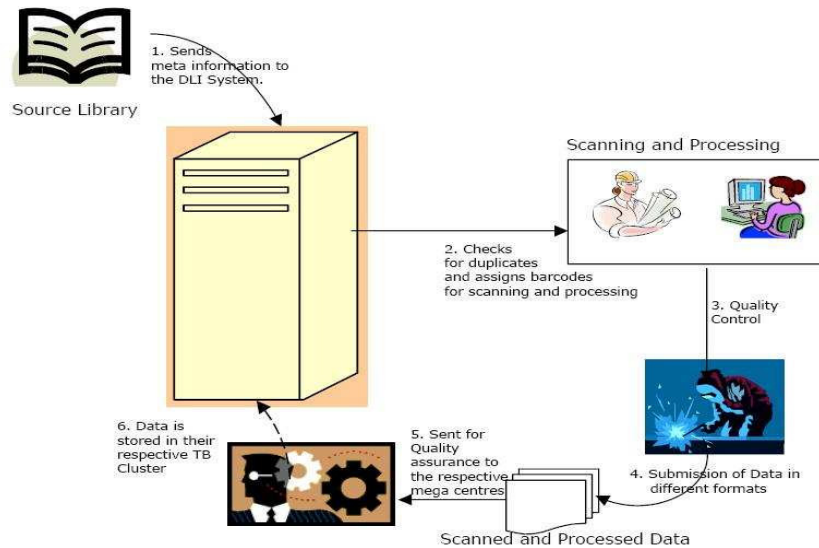 1. Sends
meta information to
the DLI System.
Source Library
Scanning and Processing
2. Checks
for duplicates
and assigns barcodes
for scanning and processing
3. Quality
Control
4. Submission of Data in
different formats
Scanned and Processed Data
5. Sent for
Quality
assurance to
the respective
mega centres
6. Data is
stored in their
respective TB
Cluster